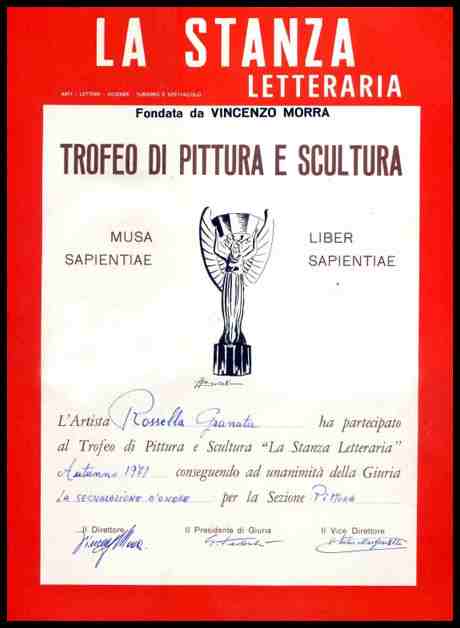 LA STANZA
LETTERARIA
ARTI - LETTERE - SCIENZE - TURISMO E SPETTACOLO
Fondata da VINCENZO MORRA
TROFEO DI PITTURA E SCULTURA
MUSA
SAPIENTIAE
LIBER
SAPIENTIAE
L'Artista Rossella Granata ha partecipato
al Trofeo di Pittura e Scultura "La Stanza Letteraria"
Autunno 1971 conseguendo ad unanimità della Giuria
LA SEGNALAZIONE D'ONORE per la Sezione PITTURA
Il Direttore Il Presidente di Giuria Il Vice Direttore